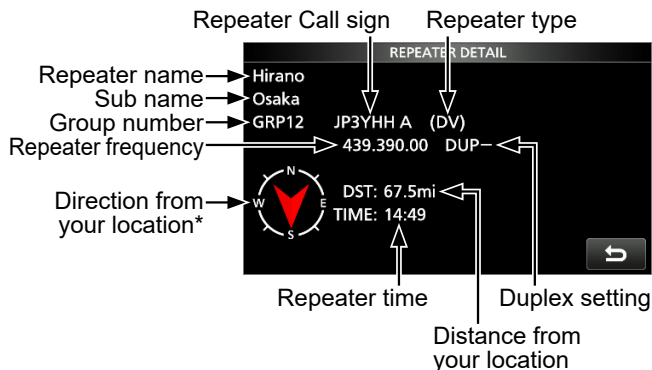 Repeater Call sign
Repeater type
REPEATER DETAIL
Repeater name
Hirano
Sub name
Osaka
Group number
GRP12
JP3YHH A (DV)
Repeater frequency
439.390.00 DUP−
Direction from
your location*
N
W
E
S
DST: 67.5mi
TIME: 14:49
Repeater time
Duplex setting
Distance from
your location